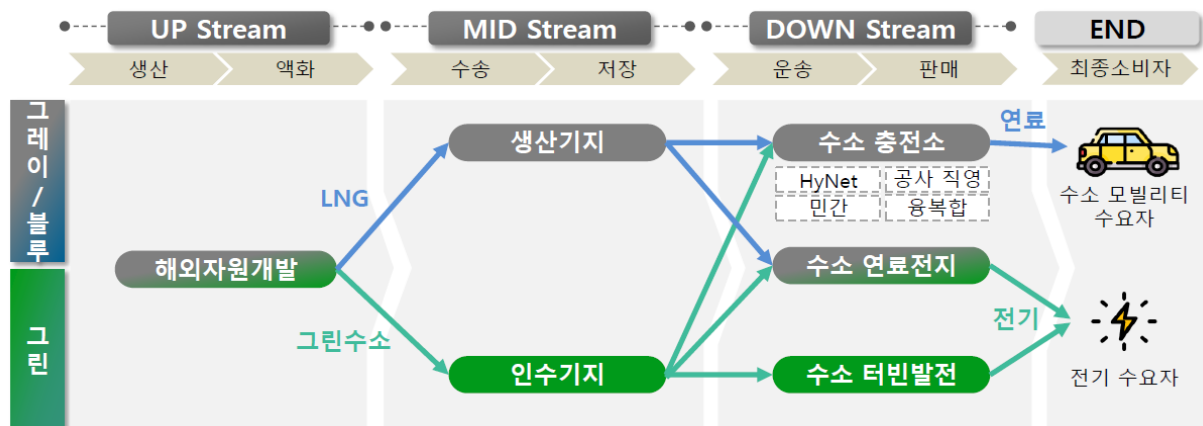 UP Stream
MID Stream
DOWN Stream
END
생산
액화
수송
저장
운송
판매
최종소비자
그레이/블루
생산기지
수소 충전소
연료
HyNet
공사 직영
민간
융복합
수소 모빌리티
수요자
LNG
해외자원개발
수소 연료전지
그린
그린수소
전기
인수기지
수소 터빈발전
전기 수요자